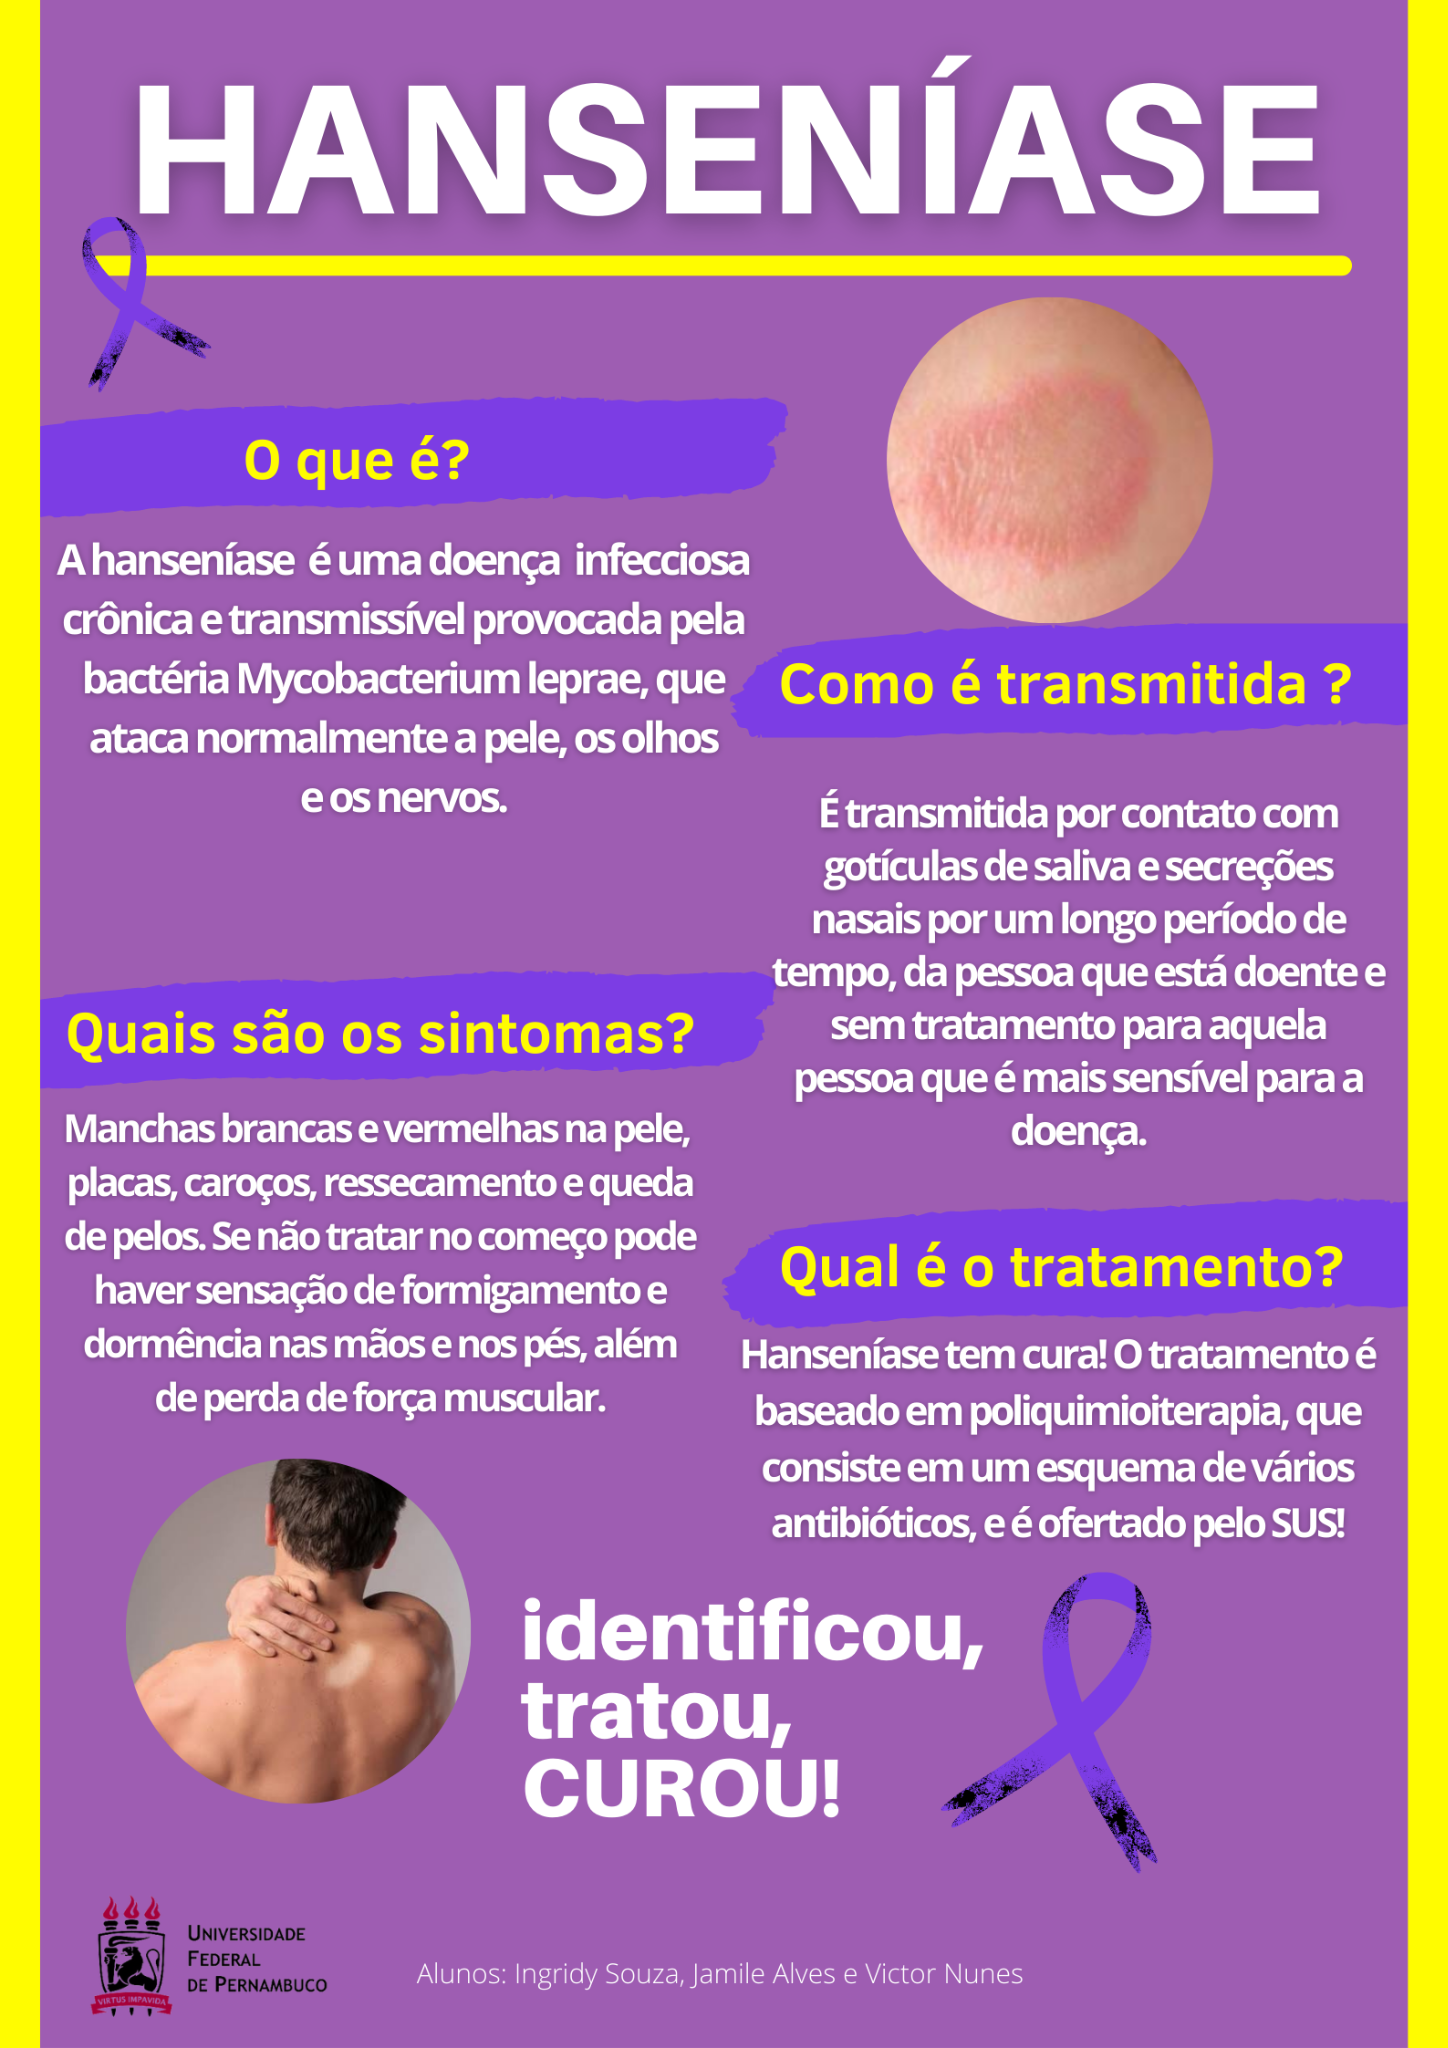 HANSENÍASE
O que é?
A hanseníase é uma doença infecciosa
crônica e transmissível provocada pela
bactéria Mycobacterium leprae, que
ataca normalmente a pele, os olhos
e os nervos.
Como é transmitida ?
É transmitida por contato com
gotículas de saliva e secreções
nasais por um longo período de
tempo, da pessoa que está doente e
sem tratamento para aquela
pessoa que é mais sensível para a
doença.
Quais são os sintomas?
Manchas brancas e vermelhas na pele,
placas, caroços, ressecamento e queda
de pelos. Se não tratar no começo pode
haver sensação de formigamento e
dormência nas mãos e nos pés, além
de perda de força muscular.
Qual é o tratamento?
Hanseníase tem cura! O tratamento é
baseado em poliquimioiterapia, que
consiste em um esquema de vários
antibióticos, e é ofertado pelo SUS!
identificou,
tratou,
CUROU!
VIRTUS IMPAVIDA
UNIVERSIDADE
FEDERAL
DE PERNAMBUCO
Alunos: Ingridy Souza, Jamile Alves e Victor Nunes